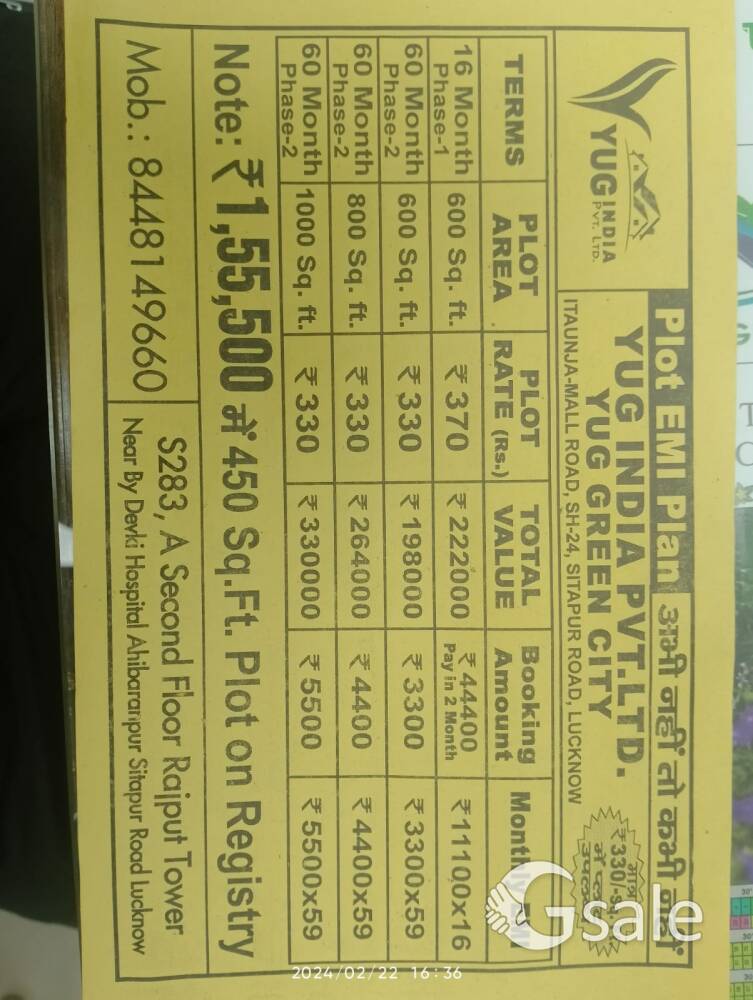 Plot EMI Plan अभी नहीं तो कभी नहीं
YUG INDIA
PVT. LTD.
YUG INDIA PVT.LTD.
YUG GREEN CITY
ITAUNJA-MALL ROAD, SH-24, SITAPUR ROAD, LUCKNOW
₹330/-
में
TERMS PLOT AREA PLOT RATE (Rs.) TOTAL VALUE Booking Amount Monthly
16 Month Phase-1 600 Sq. ft. ₹370 ₹222000 ₹44400 Pay in 2 Month ₹11100x16
60 Month Phase-2 600 Sq. ft. ₹330 ₹198000 ₹3300 ₹3300x59
60 Month Phase-2 800 Sq. ft. ₹330 ₹264000 ₹4400 ₹4400x59
60 Month Phase-2 1000 Sq. ft. ₹330 ₹330000 ₹5500 ₹5500x59
Note: ₹1,55,500 में 450 Sq.Ft. Plot on Registry
Mob.: 8448149660
S283, A Second Floor Rajput Tower
Near By Devki Hospital Ahibaranpur Sitapur Road Lucknow
Gsale
2024/02/22 16:36